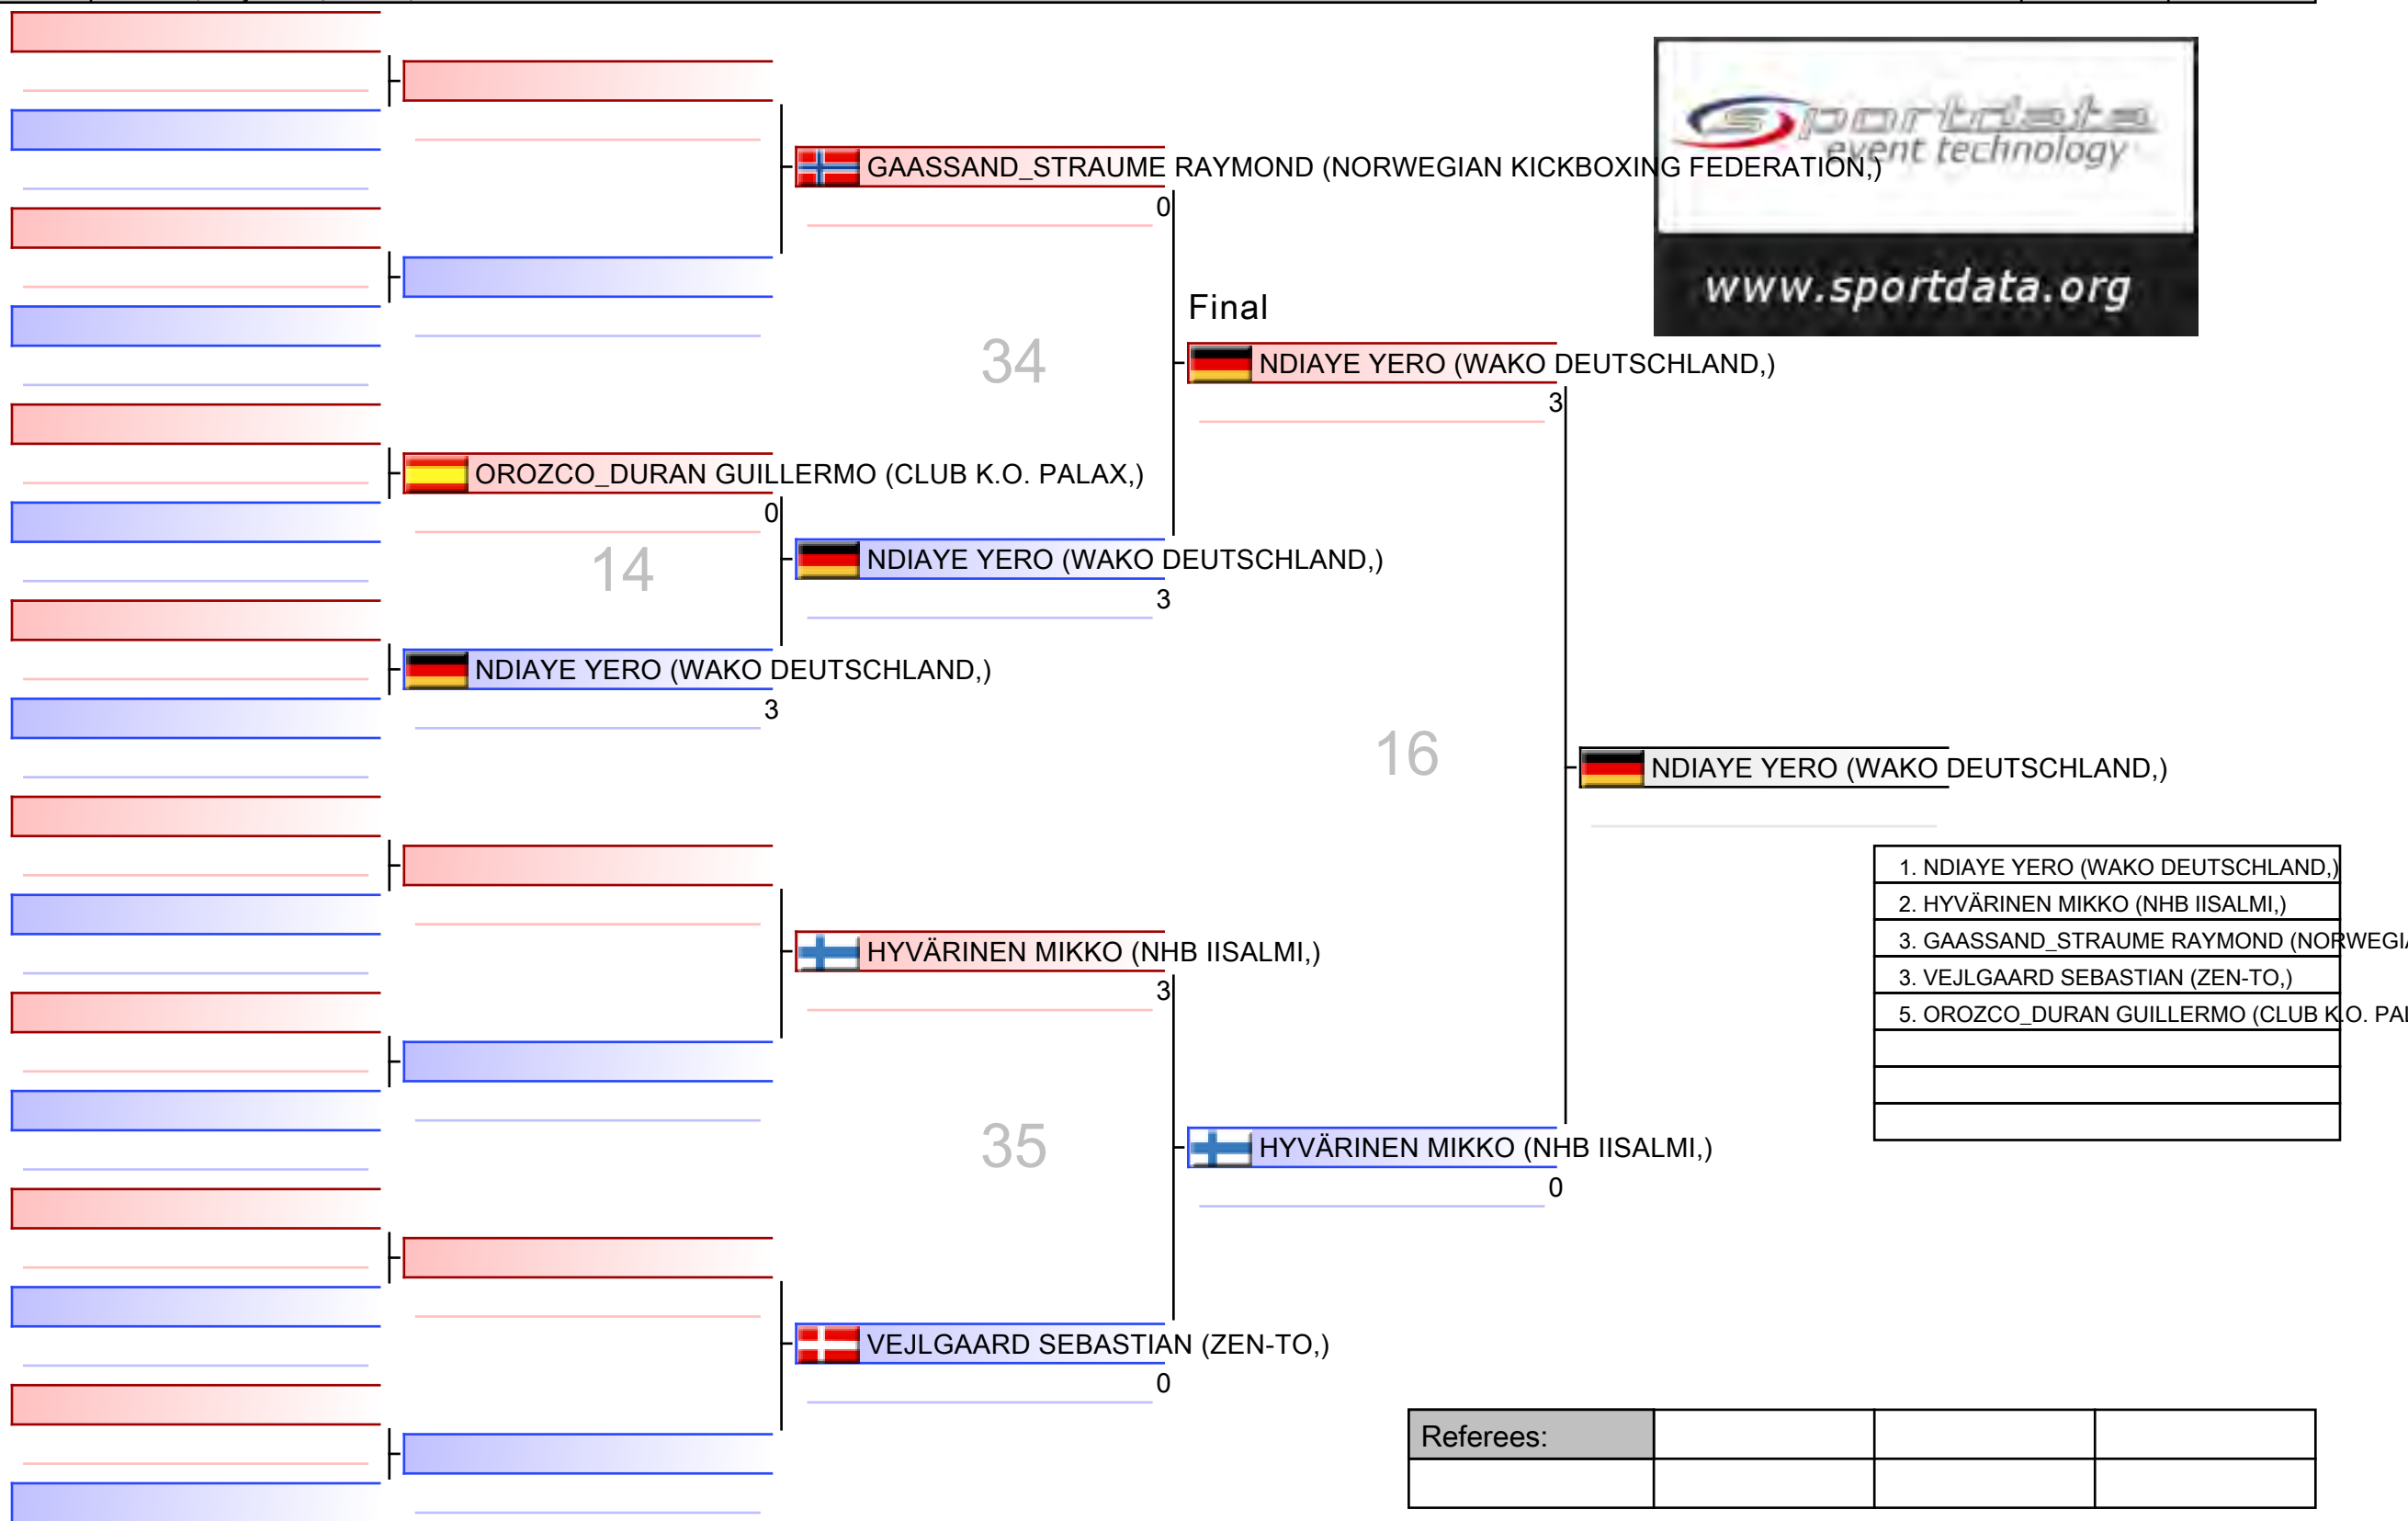 sportdata
event technology
www.sportdata.org
GAASSAND_STRAUME RAYMOND (NORWEGIAN KICKBOXING FEDERATION,)
0
Final
34
NDIAYE YERO (WAKO DEUTSCHLAND,)
3
OROZCO_DURAN GUILLERMO (CLUB K.O. PALAX,)
0
14
NDIAYE YERO (WAKO DEUTSCHLAND,)
3
NDIAYE YERO (WAKO DEUTSCHLAND,)
3
16
NDIAYE YERO (WAKO DEUTSCHLAND,)
1. NDIAYE YERO (WAKO DEUTSCHLAND,)
2. HYVÄRINEN MIKKO (NHB IISALMI,)
3. GAASSAND_STRAUME RAYMOND (NORWEGIA
3. VEJLGAARD SEBASTIAN (ZEN-TO,)
5. OROZCO_DURAN GUILLERMO (CLUB K.O. PAL
HYVÄRINEN MIKKO (NHB IISALMI,)
3
35
HYVÄRINEN MIKKO (NHB IISALMI,)
0
VEJLGAARD SEBASTIAN (ZEN-TO,)
0
Referees: